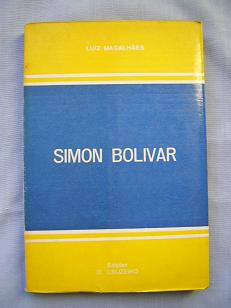 LUIZ MAGALHÃES
SIMON BOLIVAR
Edições
O CRUZEIRO